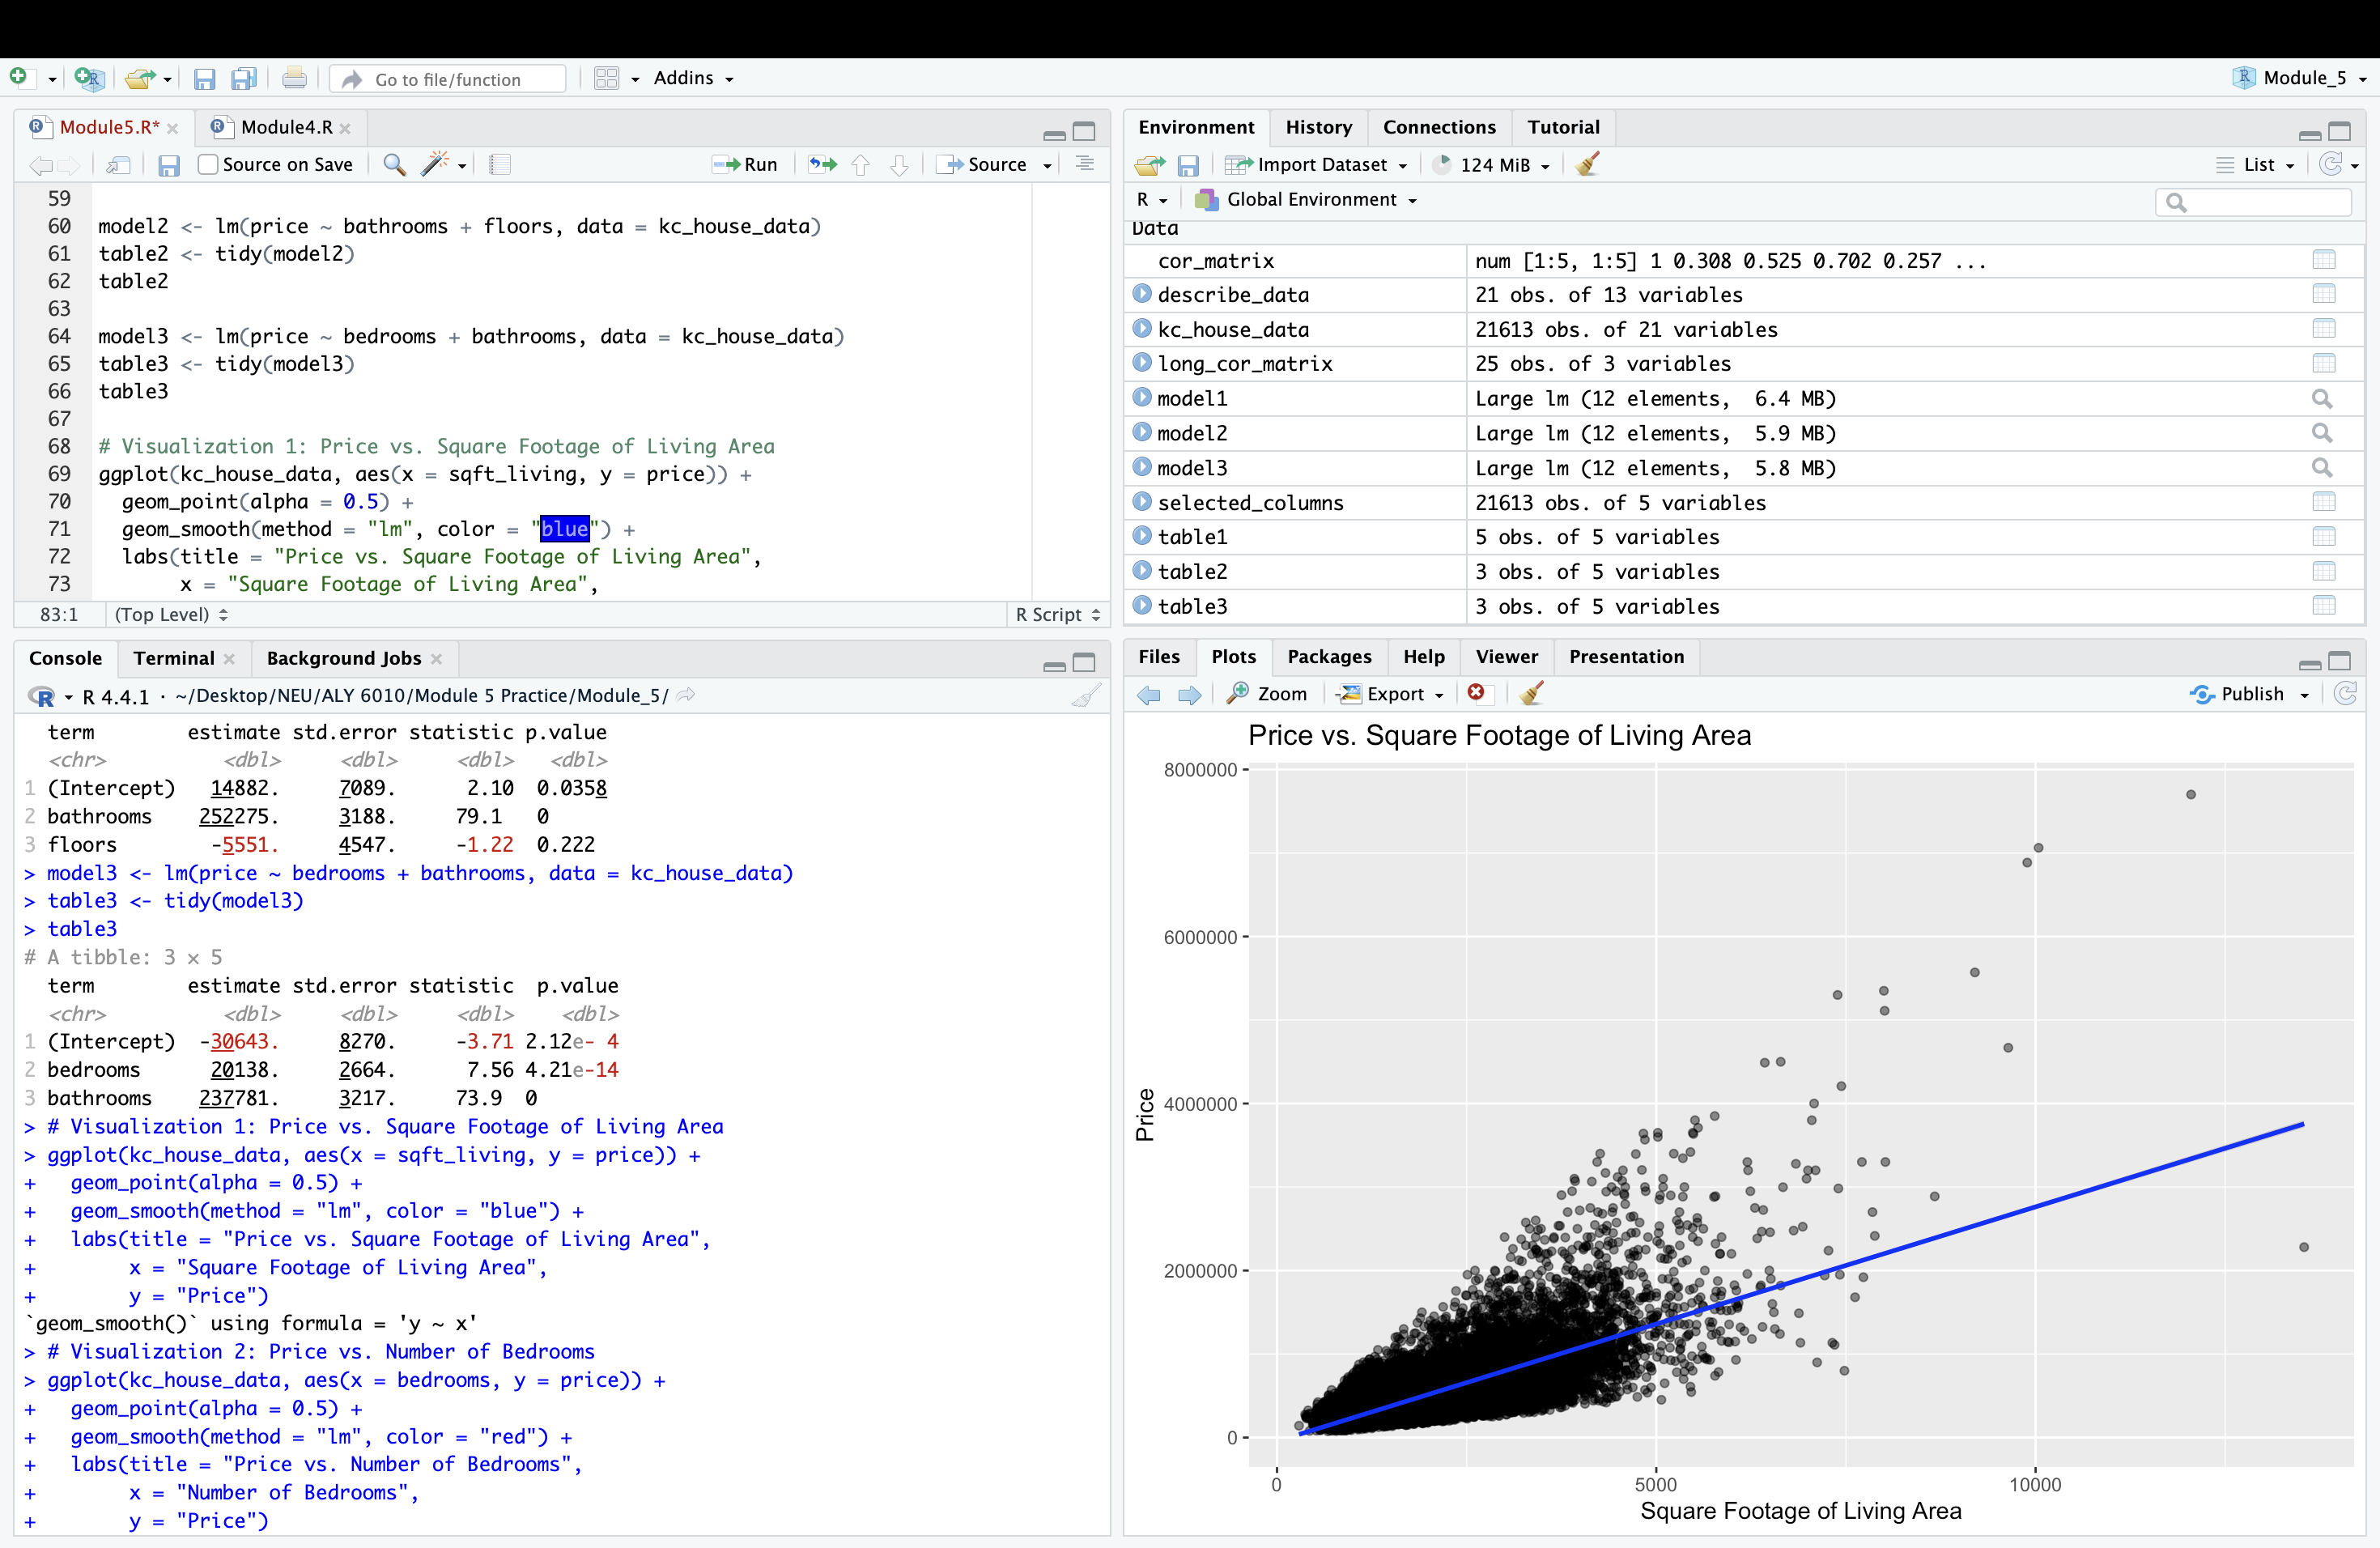 Go to file/function
Addins
Module_5
Module5.R*
Module4.R
Source on Save
Run
Source
59
60 model2 <- lm(price ~ bathrooms + floors, data = kc_house_data)
61 table2 <- tidy(model2)
62 table2
63
64 model3 <- lm(price ~ bedrooms + bathrooms, data = kc_house_data)
65 table3 <- tidy(model3)
66 table3
67
68 # Visualization 1: Price vs. Square Footage of Living Area
69 ggplot(kc_house_data, aes(x = sqft_living, y = price)) +
70   geom_point(alpha = 0.5) +
71   geom_smooth(method = "lm", color = "blue") +
72   labs(title = "Price vs. Square Footage of Living Area",
73        x = "Square Footage of Living Area",
83:1 (Top Level) R Script
Console Terminal Background Jobs
R 4.4.1 · ~/Desktop/NEU/ALY 6010/Module 5 Practice/Module_5/
term estimate std.error statistic p.value
<chr> <dbl> <dbl> <dbl> <dbl>
1 (Intercept) 14882. 7089. 2.10 0.0358
2 bathrooms 252275. 3188. 79.1 0
3 floors -5551. 4547. -1.22 0.222
> model3 <- lm(price ~ bedrooms + bathrooms, data = kc_house_data)
> table3 <- tidy(model3)
> table3
# A tibble: 3 × 5
term estimate std.error statistic p.value
<chr> <dbl> <dbl> <dbl> <dbl>
1 (Intercept) -30643. 8270. -3.71 2.12e- 4
2 bedrooms 20138. 2664. 7.56 4.21e-14
3 bathrooms 237781. 3217. 73.9 0
> # Visualization 1: Price vs. Square Footage of Living Area
> ggplot(kc_house_data, aes(x = sqft_living, y = price)) +
+   geom_point(alpha = 0.5) +
+   geom_smooth(method = "lm", color = "blue") +
+   labs(title = "Price vs. Square Footage of Living Area",
+        x = "Square Footage of Living Area",
+        y = "Price")
`geom_smooth()` using formula = 'y ~ x'
> # Visualization 2: Price vs. Number of Bedrooms
> ggplot(kc_house_data, aes(x = bedrooms, y = price)) +
+   geom_point(alpha = 0.5) +
+   geom_smooth(method = "lm", color = "red") +
+   labs(title = "Price vs. Number of Bedrooms",
+        x = "Number of Bedrooms",
+        y = "Price")
Environment History Connections Tutorial
Import Dataset 124 MiB List
R Global Environment
Data
cor_matrix num [1:5, 1:5] 1 0.308 0.525 0.702 0.257 ...
describe_data 21 obs. of 13 variables
kc_house_data 21613 obs. of 21 variables
long_cor_matrix 25 obs. of 3 variables
model1 Large lm (12 elements,  6.4 MB)
model2 Large lm (12 elements,  5.9 MB)
model3 Large lm (12 elements,  5.8 MB)
selected_columns 21613 obs. of 5 variables
table1 5 obs. of 5 variables
table2 3 obs. of 5 variables
table3 3 obs. of 5 variables
Files Plots Packages Help Viewer Presentation
Zoom Export Publish
Price vs. Square Footage of Living Area
8000000
6000000
4000000
2000000
0
Price
0 5000 10000
Square Footage of Living Area